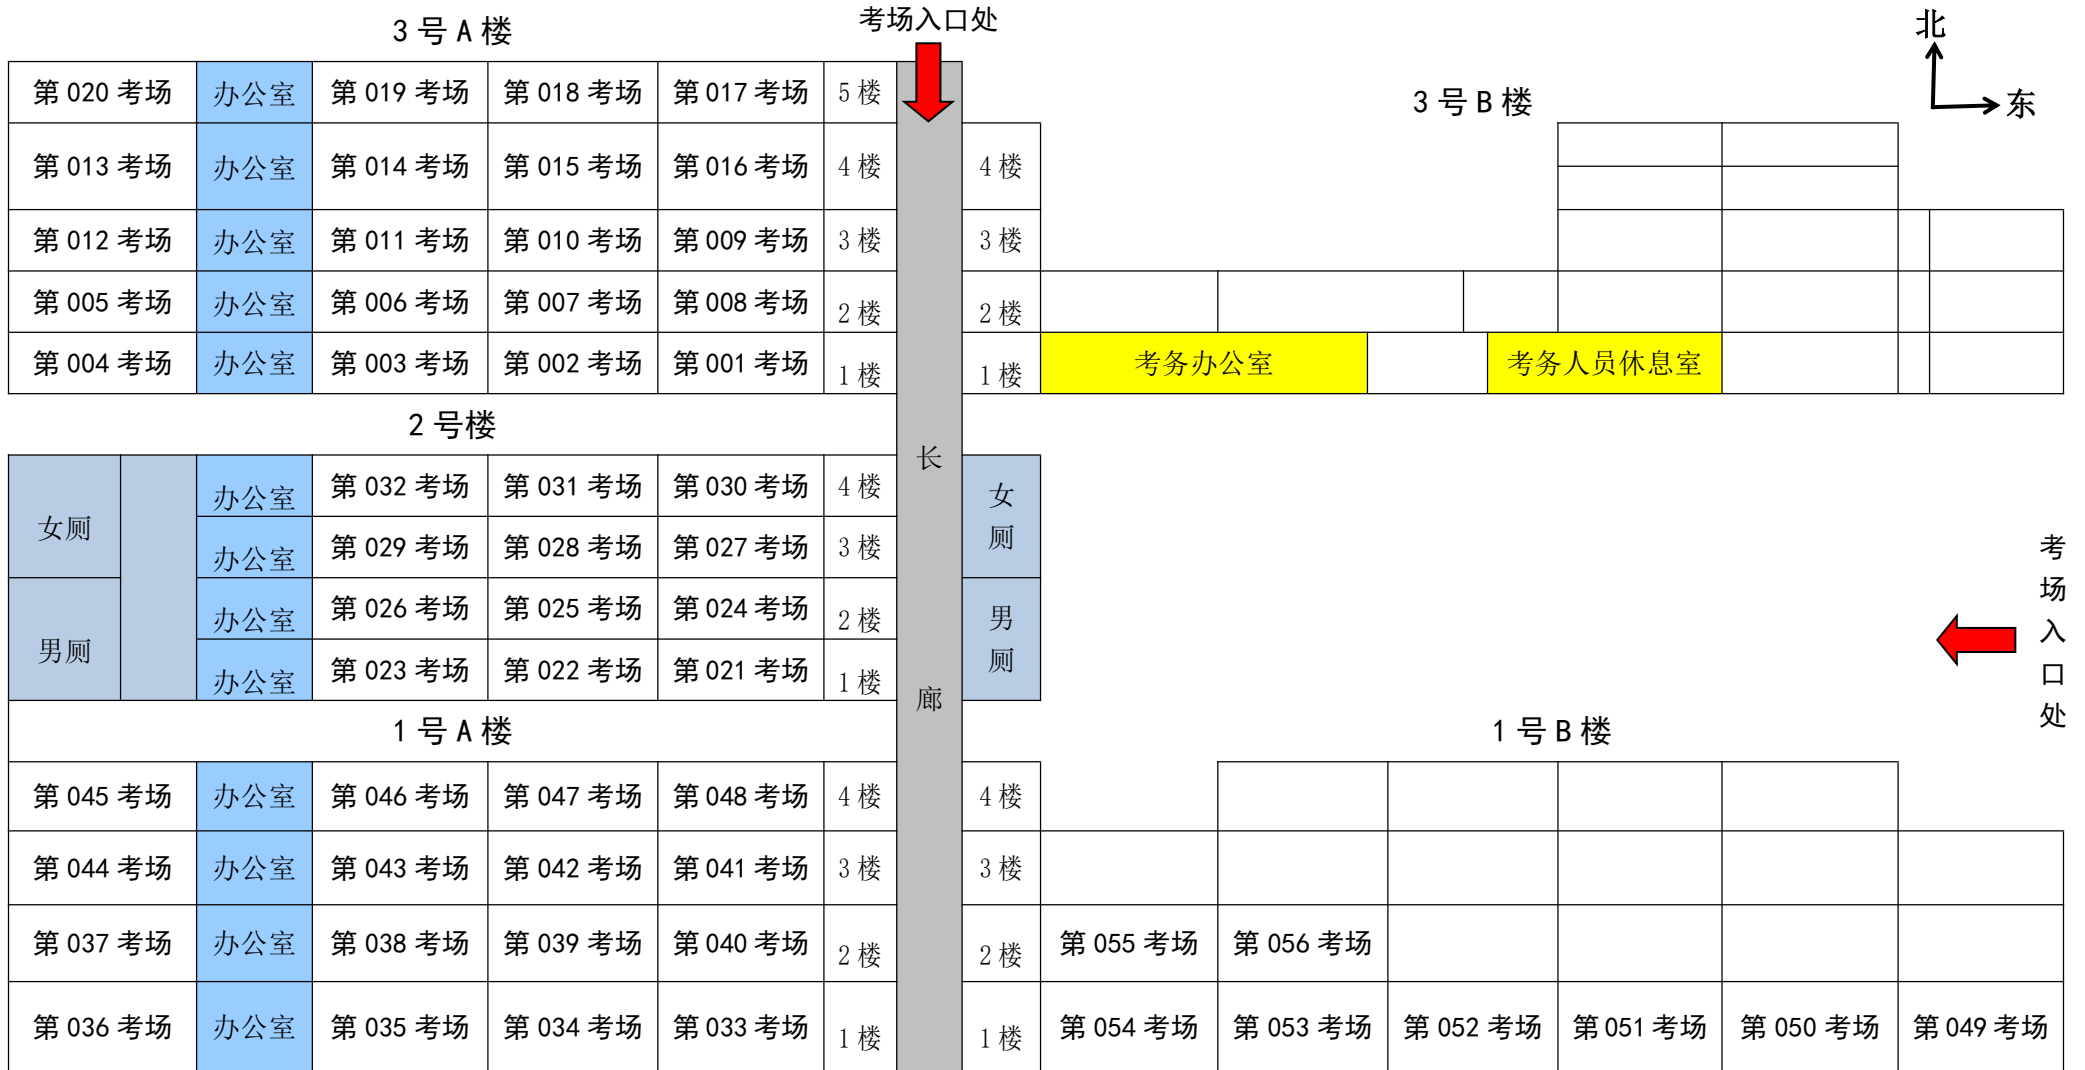 3号A楼
考场入口处
北
东
3号B楼
第020考场 办公室 第019考场 第018考场 第017考场 5楼
第013考场 办公室 第014考场 第015考场 第016考场 4楼 4楼
第012考场 办公室 第011考场 第010考场 第009考场 3楼 3楼
第005考场 办公室 第006考场 第007考场 第008考场 2楼 2楼
第004考场 办公室 第003考场 第002考场 第001考场 1楼 1楼 考务办公室 考务人员休息室
2号楼
长廊
女厕
男厕
办公室 第032考场 第031考场 第030考场 4楼
办公室 第029考场 第028考场 第027考场 3楼
办公室 第026考场 第025考场 第024考场 2楼
办公室 第023考场 第022考场 第021考场 1楼
女厕
男厕
考场入口处
1号A楼
1号B楼
第045考场 办公室 第046考场 第047考场 第048考场 4楼 4楼
第044考场 办公室 第043考场 第042考场 第041考场 3楼 3楼
第037考场 办公室 第038考场 第039考场 第040考场 2楼 2楼 第055考场 第056考场
第036考场 办公室 第035考场 第034考场 第033考场 1楼 1楼 第054考场 第053考场 第052考场 第051考场 第050考场 第049考场